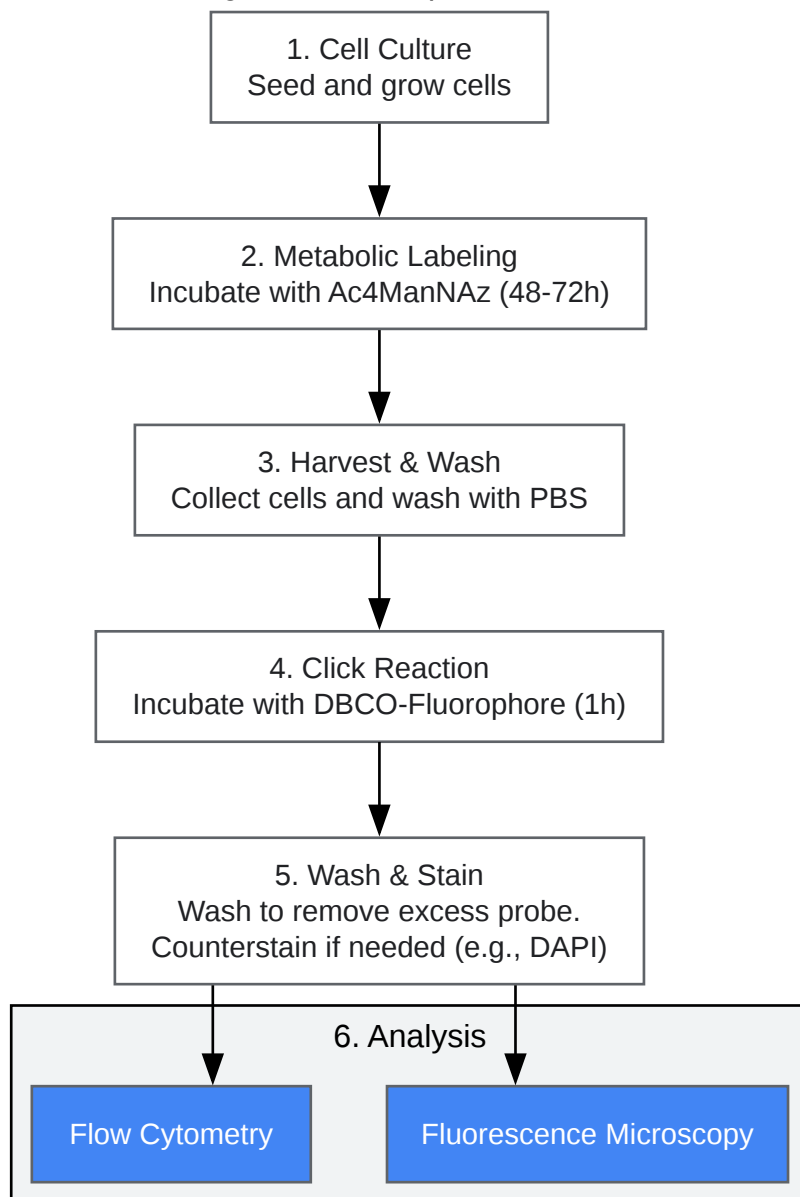 1. Cell Culture
Seed and grow cells
2. Metabolic Labeling
Incubate with Ac4ManNAz (48-72h)
3. Harvest & Wash
Collect cells and wash with PBS
4. Click Reaction
Incubate with DBCO-Fluorophore (1h)
5. Wash & Stain
Wash to remove excess probe.
Counterstain if needed (e.g., DAPI)
6. Analysis
Flow Cytometry
Fluorescence Microscopy